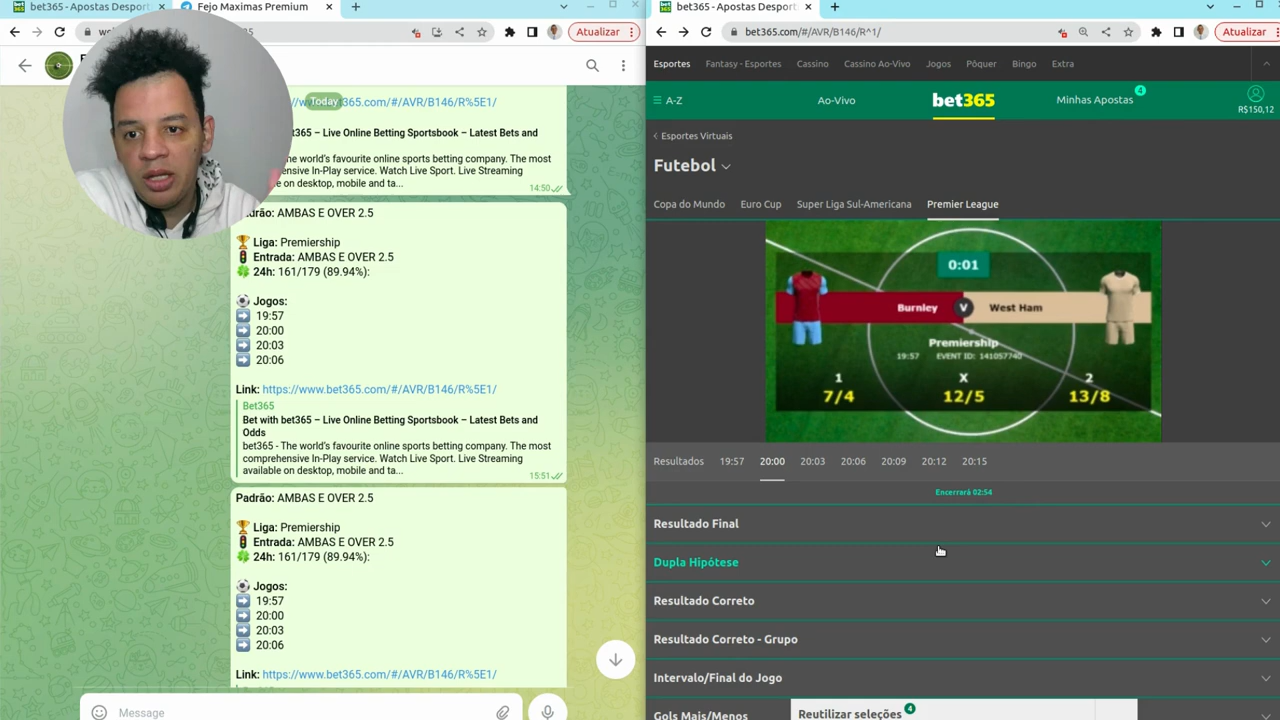 bet365 - Apostas Desport
Fejo Maximas Premium
Atualizar
Today
365.com/#/AVR/B146/R%5E1/
365 – Live Online Betting Sportsbook – Latest Bets and
the world's favourite online sports betting company. The most
ensive In-Play service. Watch Live Sport. Live Streaming
e on desktop, mobile and ta...
14:50
Padrão: AMBAS E OVER 2.5
Liga: Premiership
Entrada: AMBAS E OVER 2.5
24h: 161/179 (89.94%):
Jogos:
19:57
20:00
20:03
20:06
Link: https://www.bet365.com/#/AVR/B146/R%5E1/
Bet365
Bet with bet365 – Live Online Betting Sportsbook – Latest Bets and
Odds
bet365 - The world's favourite online sports betting company. The most
comprehensive In-Play service. Watch Live Sport. Live Streaming
available on desktop, mobile and ta...
15:51
Padrão: AMBAS E OVER 2.5
Liga: Premiership
Entrada: AMBAS E OVER 2.5
24h: 161/179 (89.94%):
Jogos:
19:57
20:00
20:03
20:06
Link: https://www.bet365.com/#/AVR/B146/R%5E1/
Message
bet365 - Apostas Desport
bet365.com/#/AVR/B146/R^1/
Atualizar
Esportes Fantasy - Esportes Cassino Cassino Ao-Vivo Jogos Pôquer Bingo Extra
A-Z Ao-Vivo bet365 Minhas Apostas 4
R$150,12
Esportes Virtuais
Futebol
Copa do Mundo Euro Cup Super Liga Sul-Americana Premier League
0:01
Burnley V West Ham
Premiership
19:57 EVENT ID: 141057740
1 X 2
7/4 12/5 13/8
Resultados 19:57 20:00 20:03 20:06 20:09 20:12 20:15
Encerrará 02:54
Resultado Final
Dupla Hipótese
Resultado Correto
Resultado Correto - Grupo
Intervalo/Final do Jogo
Gols Mais/Menos
Reutilizar seleções 4